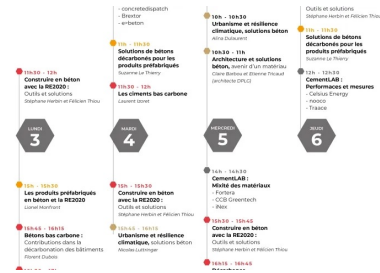 11h30 - 12h
Construire en béton
avec la RE2020 :
Outils et solutions
Stéphane Herbin et Félicien Thiou
LUNDI
3
15h - 15h30
Les produits préfabriqués
en béton et la RE2020
Lionel Monfront
15h45 - 16h15
Bétons bas carbone :
Contributions dans la
décarbonation des bâtiments
Florent Dubois
- concretedispatch
- Brextor
- e=beton
11h - 11h30
Solutions de bétons
décarbonés pour les
produits préfabriqués
Suzanne Le Thierry
11h30 - 12h
Les ciments bas carbone
Laurent Izoret
MARDI
4
15h - 15h30
Construire en béton
avec la RE2020 :
Outils et solutions
Stéphane Herbin et Félicien Thiou
15h45 - 16h15
Urbanisme et résilience
climatique, solutions béton
Nicolas Luttringer
10h - 10h30
Urbanisme et résilience
climatique, solutions béton
Alina Dubuvard
10h30 - 11h
Architecture et solutions
béton, avenir d'un matériau
Claire Barbou et Etienne Tricaud
(architecte DPLG)
MERCREDI
5
14h - 14h30
CementLAB :
Mixité des matériaux
- Fortera
- CCB Greentech
- iNex
15h15 - 15h45
Construire en béton
avec la RE2020 :
Outils et solutions
Stéphane Herbin et Félicien Thiou
16h15 - 16h45
Outils et solutions
Stéphane Herbin et Félicien Thiou
11h - 11h30
Solutions de bétons
décarbonés pour les
produits préfabriqués
Suzanne Le Thierry
12h - 12h30
CementLAB :
Performaces et mesures
- Celsius Energy
- nooco
- Traace
JEUDI
6